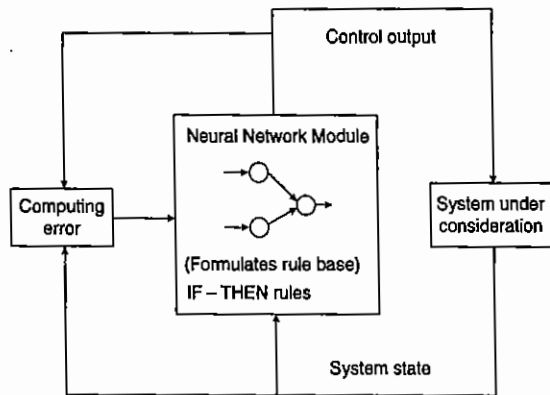 Control output
Neural Network Module
Computing
error
System under
consideration
(Formulates rule base)
IF – THEN rules
System state